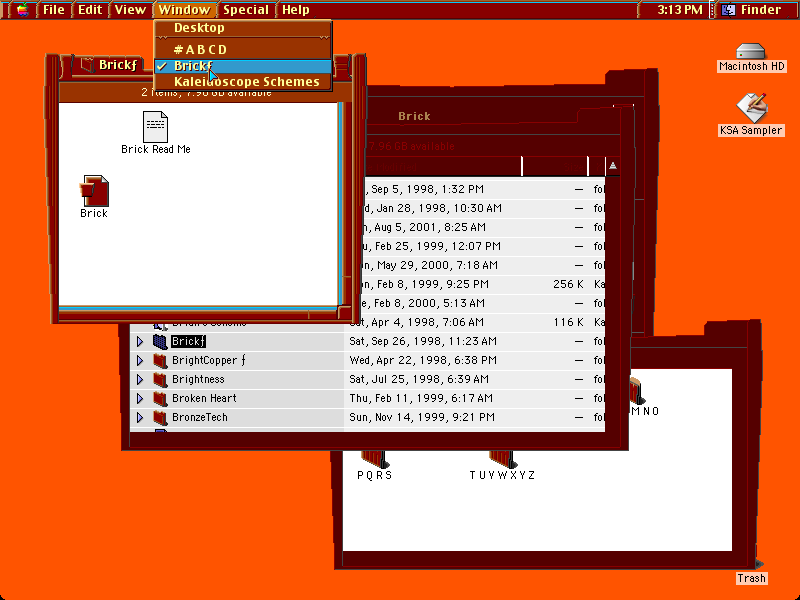 File Edit View Window Special Help 3:13 PM Finder
Desktop
#ABCD
Brickƒ
Kaleidoscope Schemes
Brickƒ
2 items, 7.96 GB available
Brick Read Me
Brick
Macintosh HD
KSA Sampler
Brick
7.96 GB available
, Sep 5, 1998, 1:32 PM — fol
d, Jan 28, 1998, 10:30 AM — fol
n, Aug 5, 2001, 8:25 AM — fol
u, Feb 25, 1999, 12:07 PM — fol
on, May 29, 2000, 7:18 AM — fol
on, Feb 8, 1999, 9:25 PM 256 K Ka
e, Feb 8, 2000, 5:13 AM — fol
Sat, Apr 4, 1998, 7:06 AM 116 K Ka
Brickƒ Sat, Sep 26, 1998, 11:23 AM — fol
BrightCopper ƒ Wed, Apr 22, 1998, 6:38 PM — fol
Brightness Sat, Jul 25, 1998, 6:39 AM — fol
Broken Heart Thu, Feb 11, 1999, 6:17 AM — fol
BronzeTech Sun, Nov 14, 1999, 9:21 PM — fol
M N O
P Q R S
T U V W X Y Z
Trash